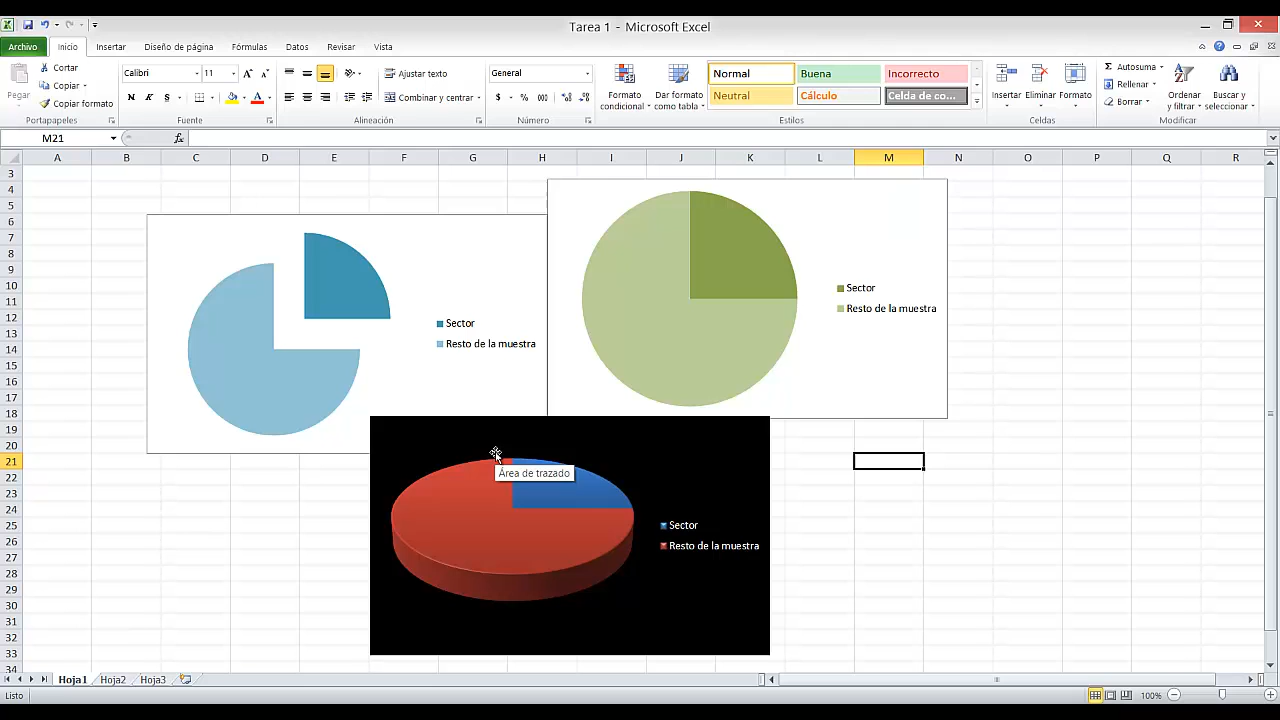 Tarea 1 - Microsoft Excel
Archivo Inicio Insertar Diseño de página Fórmulas Datos Revisar Vista
Pegar
Cortar
Copiar
Copiar formato
Portapapeles
Calibri 11
N K S
Fuente
Ajustar texto
Combinar y centrar
Alineación
General
$ % 000
Número
Formato condicional
Dar formato como tabla
Normal Buena Incorrecto
Neutral Cálculo Celda de co...
Estilos
Insertar Eliminar Formato
Celdas
Autosuma
Rellenar
Borrar
Ordenar y filtrar
Buscar y seleccionar
Modificar
M21 fx
A B C D E F G H I J K L M N O P Q R
3
4
5
6
7
8
9
10
11
12
13
14
15
16
17
18
19
20
21
22
23
24
25
26
27
28
29
30
31
32
33
34
Sector
Resto de la muestra
Sector
Resto de la muestra
Área de trazado
Sector
Resto de la muestra
Hoja1 Hoja2 Hoja3
Listo
100%